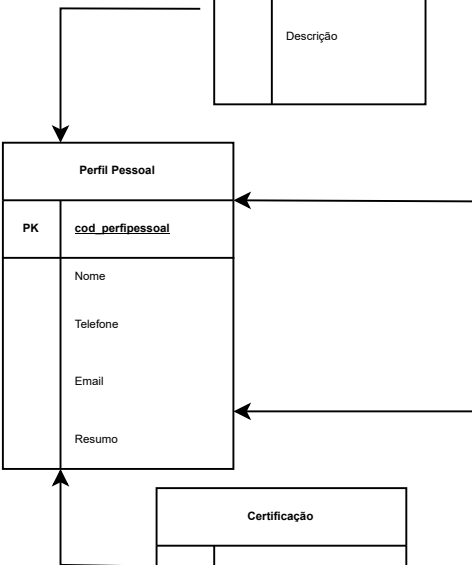 Descrição
Perfil Pessoal
PK
cod_perfipessoal
Nome
Telefone
Email
Resumo
Certificação